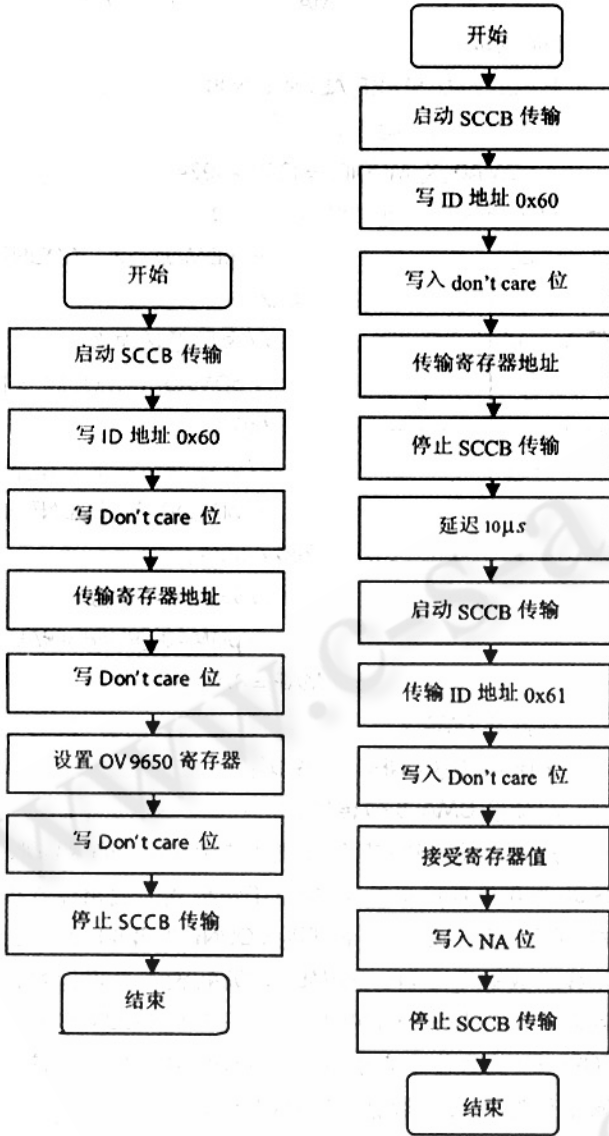 开始
启动 SCCB 传输
写 ID 地址 0x60
写 Don't care 位
传输寄存器地址
写 Don't care 位
设置 OV9650 寄存器
写 Don't care 位
停止 SCCB 传输
结束
开始
启动 SCCB 传输
写 ID 地址 0x60
写入 don't care 位
传输寄存器地址
停止 SCCB 传输
延迟 10μs
启动 SCCB 传输
传输 ID 地址 0x61
写入 Don't care 位
接受寄存器值
写入 NA 位
停止 SCCB 传输
结束
www.c-s-a